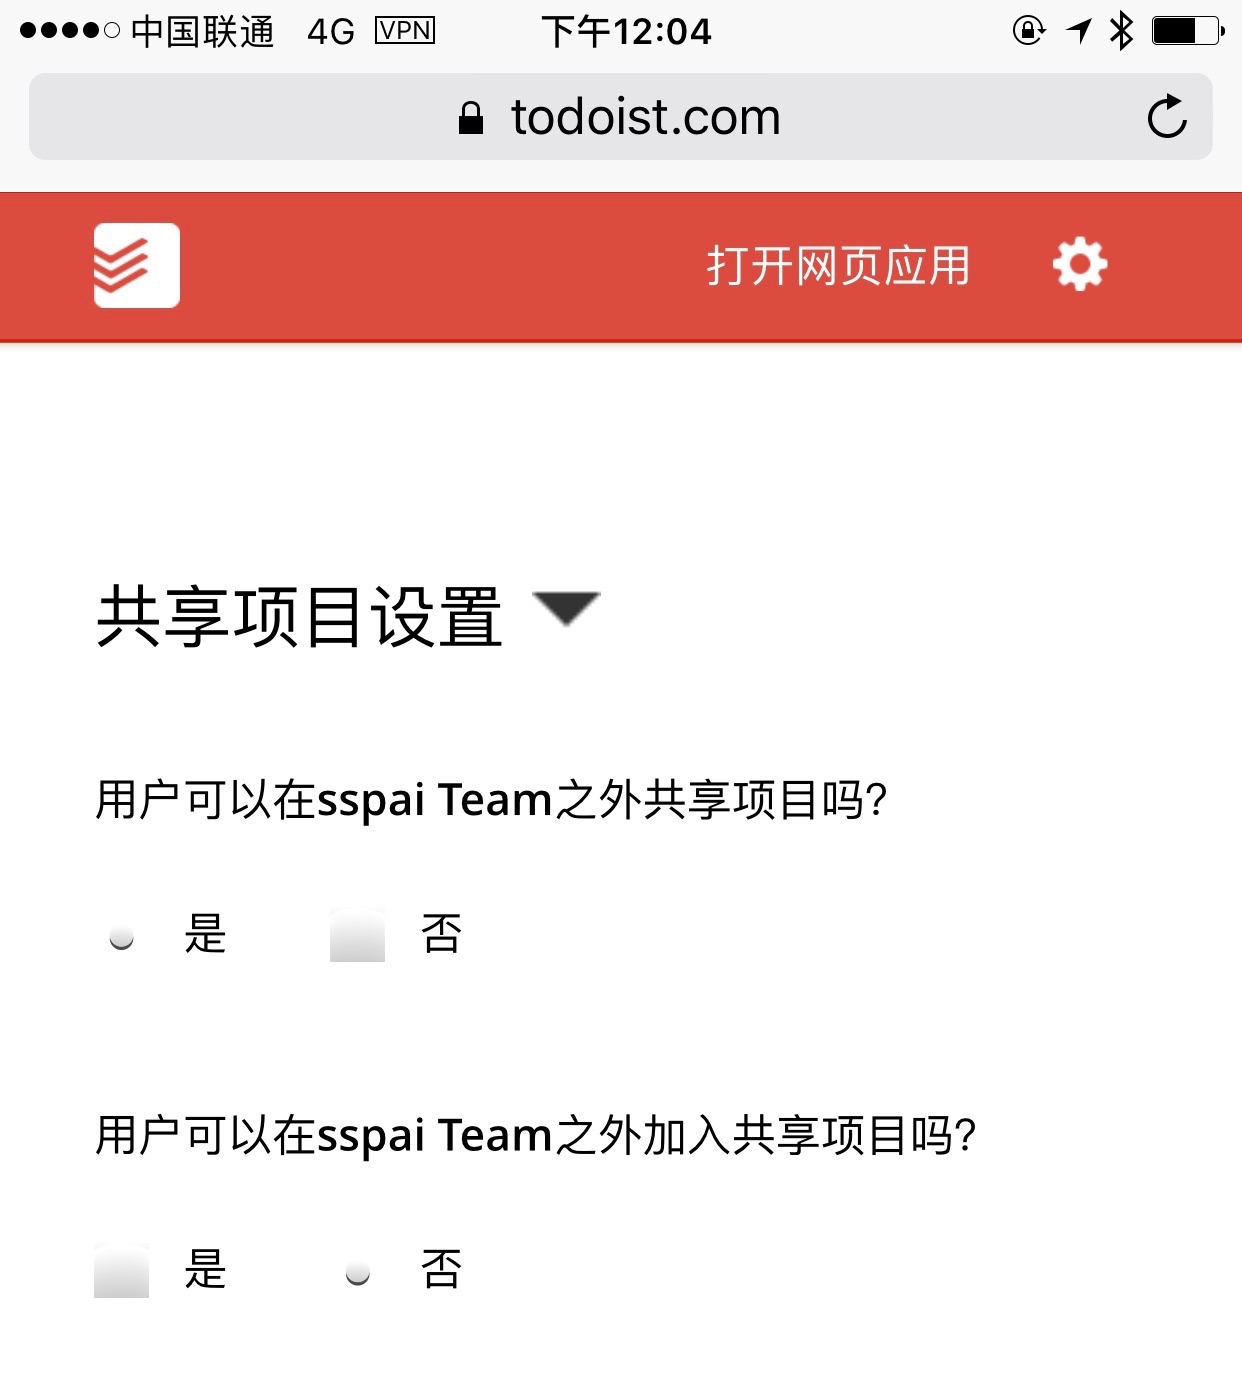 中国联通 4G VPN 下午12:04
todoist.com
打开网页应用
共享项目设置
用户可以在sspai Team之外共享项目吗?
是 否
用户可以在sspai Team之外加入共享项目吗?
是 否